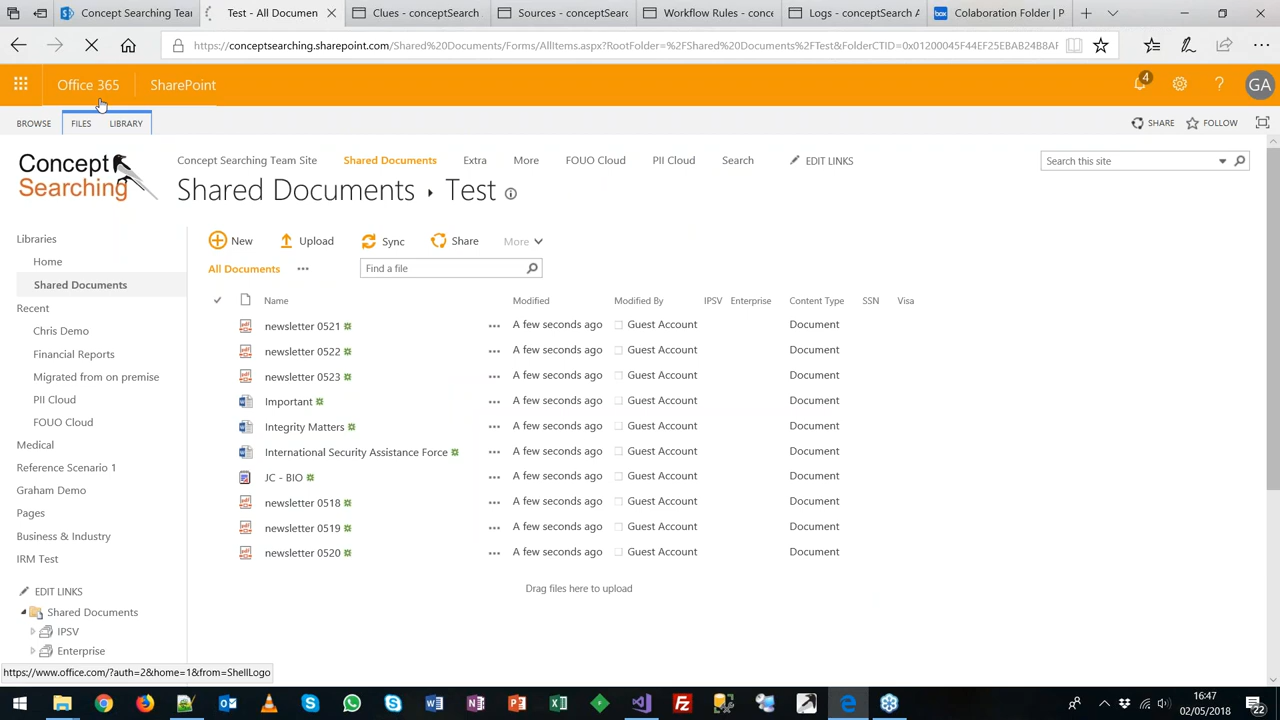 Concept Searching Tear
Test - All Documents
Clues - conceptSearch
Sources - conceptSearc
Workflow Rules - conc
Logs - conceptSearchin
box
Colaboration Folder | P
https://conceptsearching.sharepoint.com/Shared%20Documents/Forms/AllItems.aspx?RootFolder=%2FShared%20Documents%2FTest&FolderCTID=0x01200045F44EF25EBAB24B8AF
Office 365
SharePoint
4
?
GA
BROWSE
FILES
LIBRARY
SHARE
FOLLOW
Concept
Searching
Concept Searching Team Site
Shared Documents
Extra
More
FOUO Cloud
PII Cloud
Search
EDIT LINKS
Search this site
Shared Documents ▸ Test
Libraries
Home
Shared Documents
Recent
Chris Demo
Financial Reports
Migrated from on premise
PII Cloud
FOUO Cloud
Medical
Reference Scenario 1
Graham Demo
Pages
Business & Industry
IRM Test
EDIT LINKS
Shared Documents
IPSV
Enterprise
New
Upload
Sync
Share
More
All Documents
Find a file
Name Modified Modified By IPSV Enterprise Content Type SSN Visa
newsletter 0521 A few seconds ago Guest Account Document
newsletter 0522 A few seconds ago Guest Account Document
newsletter 0523 A few seconds ago Guest Account Document
Important A few seconds ago Guest Account Document
Integrity Matters A few seconds ago Guest Account Document
International Security Assistance Force A few seconds ago Guest Account Document
JC - BIO A few seconds ago Guest Account Document
newsletter 0518 A few seconds ago Guest Account Document
newsletter 0519 A few seconds ago Guest Account Document
newsletter 0520 A few seconds ago Guest Account Document
Drag files here to upload
https://www.office.com/?auth=2&home=1&from=ShellLogo
16:47
02/05/2018
22